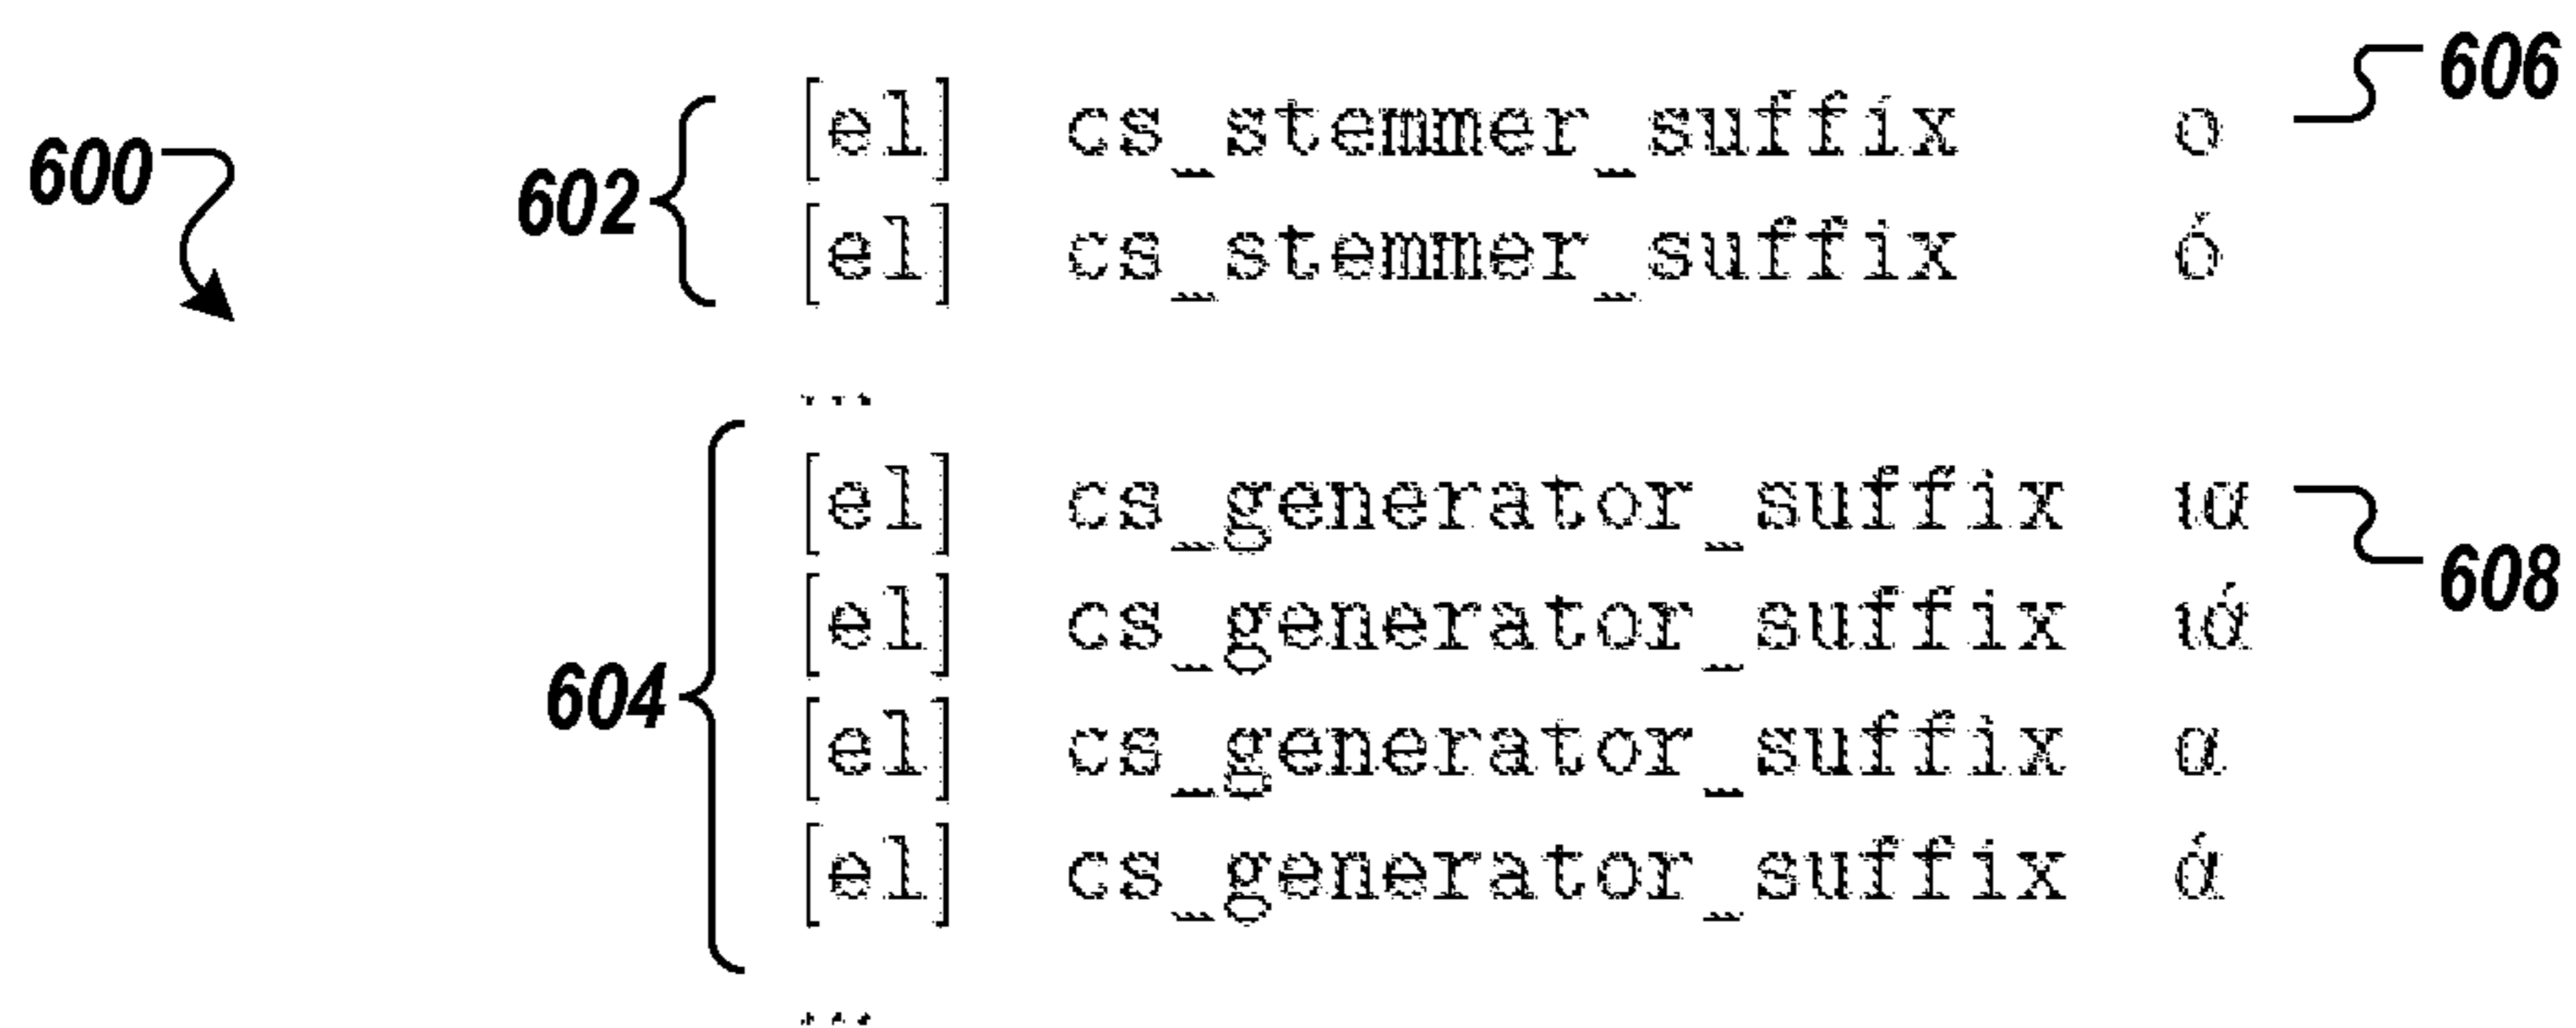 606
[el] cs_stemmer_suffix ο
600
602
[el] cs_stemmer_suffix ό
...
[el] cs_generator_suffix ια
608
[el] cs_generator_suffix ιά
604
[el] cs_generator_suffix α
[el] cs_generator_suffix ά
...